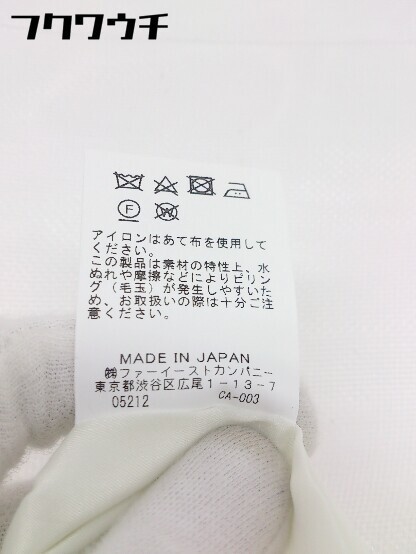 フクワウチ
F W
アイロンはあて布を使用して
ください。
この製品は素材の特性上、水
ぬれや摩擦などによりピリン
グ(毛玉)が発生しやすいた
め、お取扱いの際は十分ご注
意ください。
MADE IN JAPAN
㈱ファーイーストカンパニー
東京都渋谷区広尾1-13-7
05212 CA-003